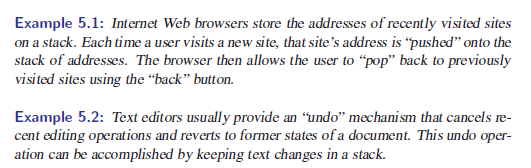 Example 5.1: Internet Web browsers store the addresses of recently visited sites
on a stack. Each time a user visits a new site, that site's address is “pushed” onto the
stack of addresses. The browser then allows the user to “pop” back to previously
visited sites using the “back” button.
Example 5.2: Text editors usually provide an “undo” mechanism that cancels re-
cent editing operations and reverts to former states of a document. This undo oper-
ation can be accomplished by keeping text changes in a stack.